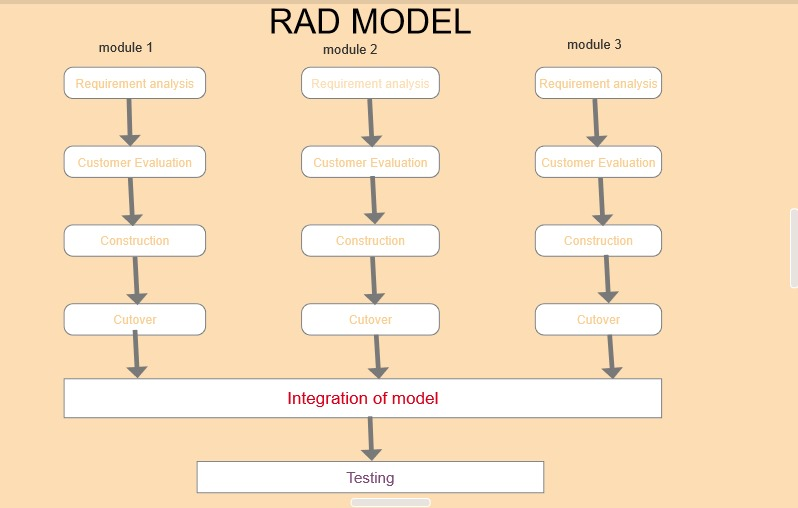 RAD MODEL
module 1
module 2
module 3
Requirement analysis
Requirement analysis
Requirement analysis
Customer Evaluation
Customer Evaluation
Customer Evaluation
Construction
Construction
Construction
Cutover
Cutover
Cutover
Integration of model
Testing